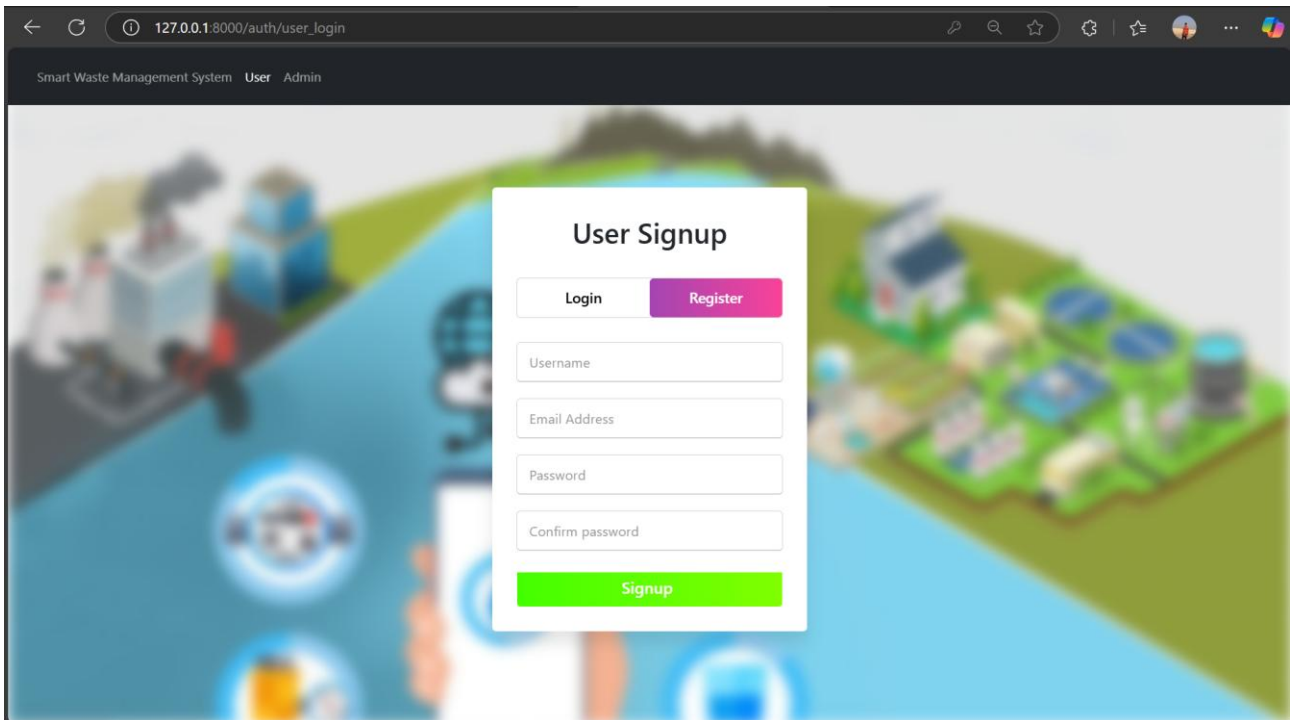 127.0.0.1:8000/auth/user_login
Smart Waste Management System User Admin
User Signup
Login Register
Username
Email Address
Password
Confirm password
Signup